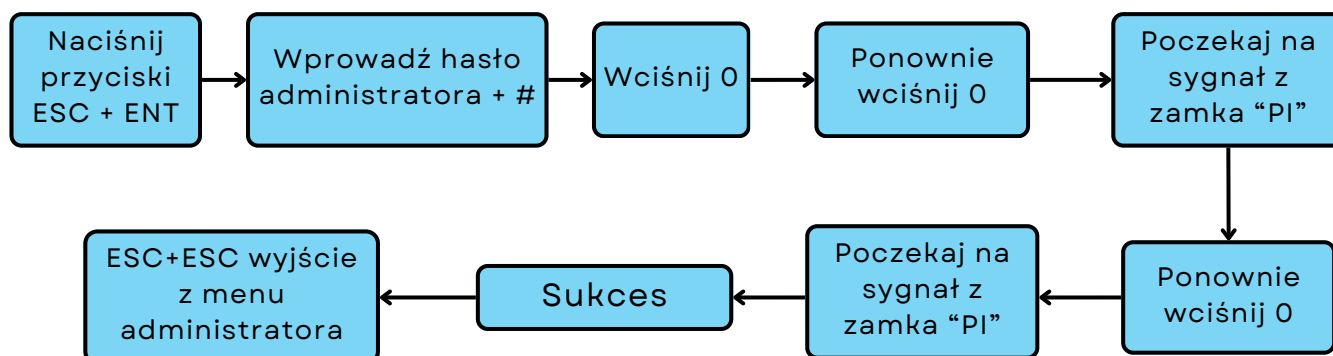 Naciśnij
przyciski
ESC + ENT
Wprowadź hasło
administratora + #
Wciśnij 0
Ponownie
wciśnij 0
Poczekaj na
sygnał z
zamka “PI”
Ponownie
wciśnij 0
Poczekaj na
sygnał z
zamka “PI”
Sukces
ESC+ESC wyjście
z menu
administratora